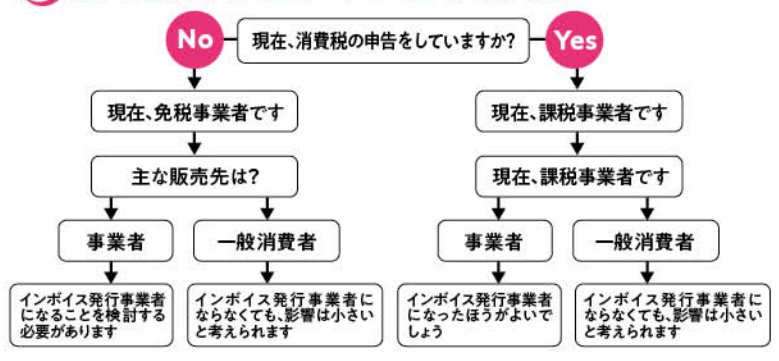 No
現在、消費税の申告をしていますか?
Yes
現在、免税事業者です
現在、課税事業者です
主な販売先は?
現在、課税事業者です
事業者
一般消費者
事業者
一般消費者
インボイス発行事業者
になることを検討する
必要があります
インボイス発行事業者に
ならなくても、影響は小さい
と考えられます
インボイス発行事業者
になったほうがよいで
しょう
インボイス発行事業者に
ならなくても、影響は小さい
と考えられます